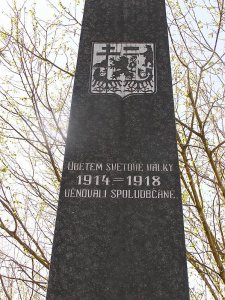 OBĚTEM SVĚTOVÉ VÁLKY
1914–1918
VĚNOVALI SPOLUOBČANÉ.